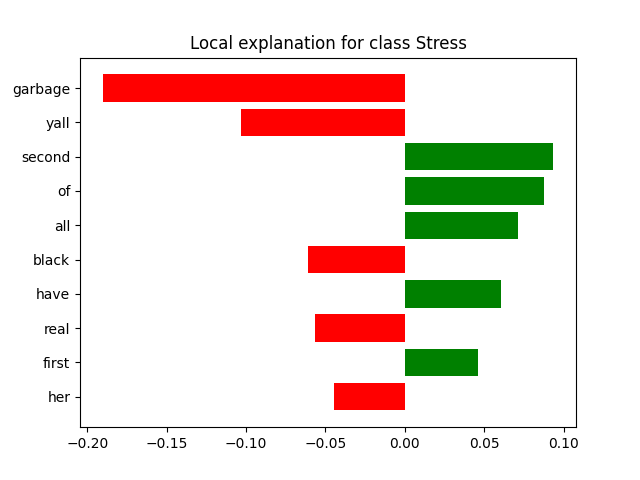 Local explanation for class Stress
garbage
yall
second
of
all
black
have
real
first
her
−0.20 −0.15 −0.10 −0.05 0.00 0.05 0.10